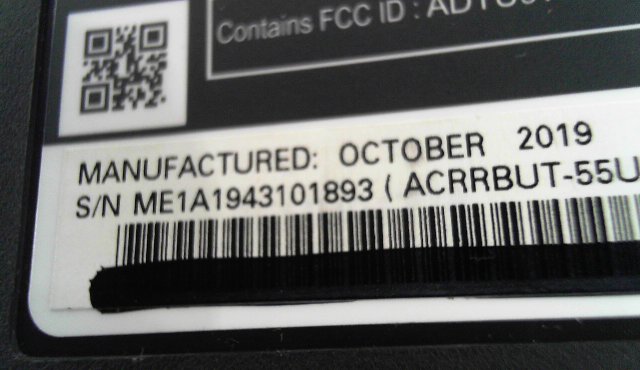 Contains FCC ID :
MANUFACTURED: OCTOBER 2019
S/N ME1A1943101893 ( ACRRBUT-55U